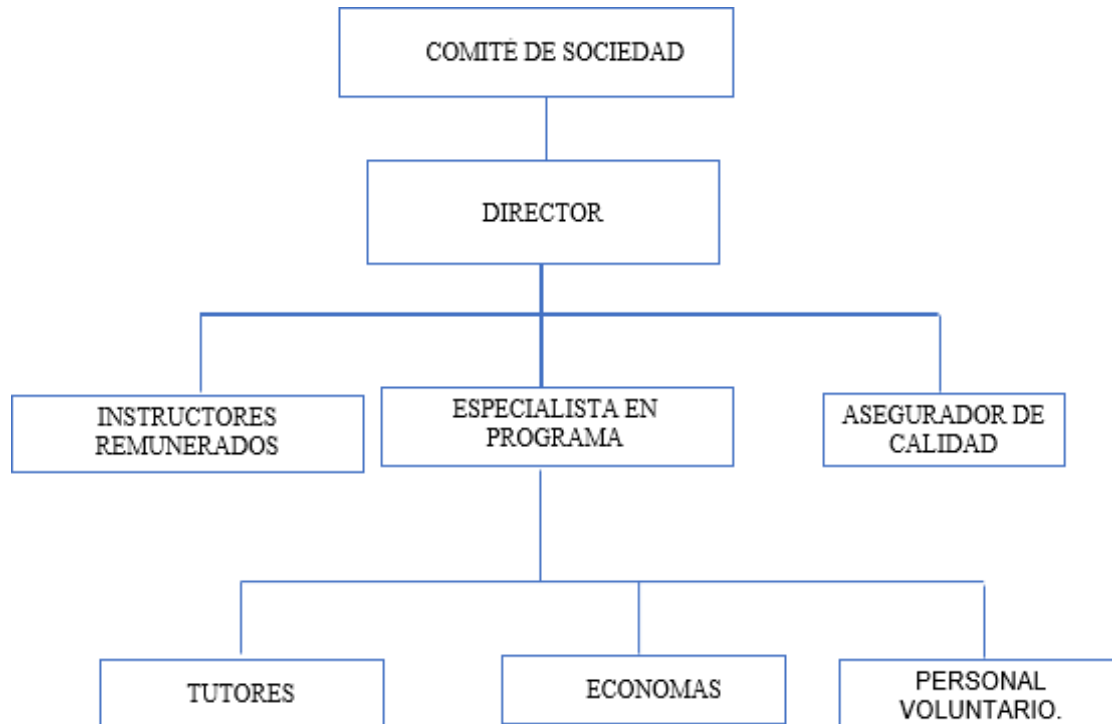 COMITÉ DE SOCIEDAD
DIRECTOR
INSTRUCTORES
REMUNERADOS
ESPECIALISTA EN
PROGRAMA
ASEGURADOR DE
CALIDAD
TUTORES
ECONOMAS
PERSONAL
VOLUNTARIO.